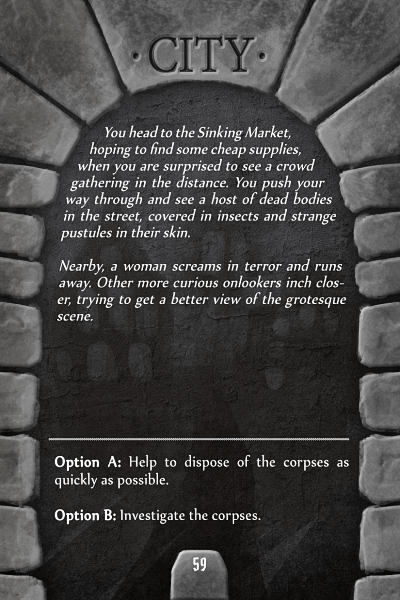 · CITY ·
You head to the Sinking Market,
hoping to find some cheap supplies,
when you are surprised to see a crowd
gathering in the distance. You push your
way through and see a host of dead bodies
in the street, covered in insects and strange
pustules in their skin.
Nearby, a woman screams in terror and runs
away. Other more curious onlookers inch clos-
er, trying to get a better view of the grotesque
scene.
Option A: Help to dispose of the corpses as
quickly as possible.
Option B: Investigate the corpses.
59